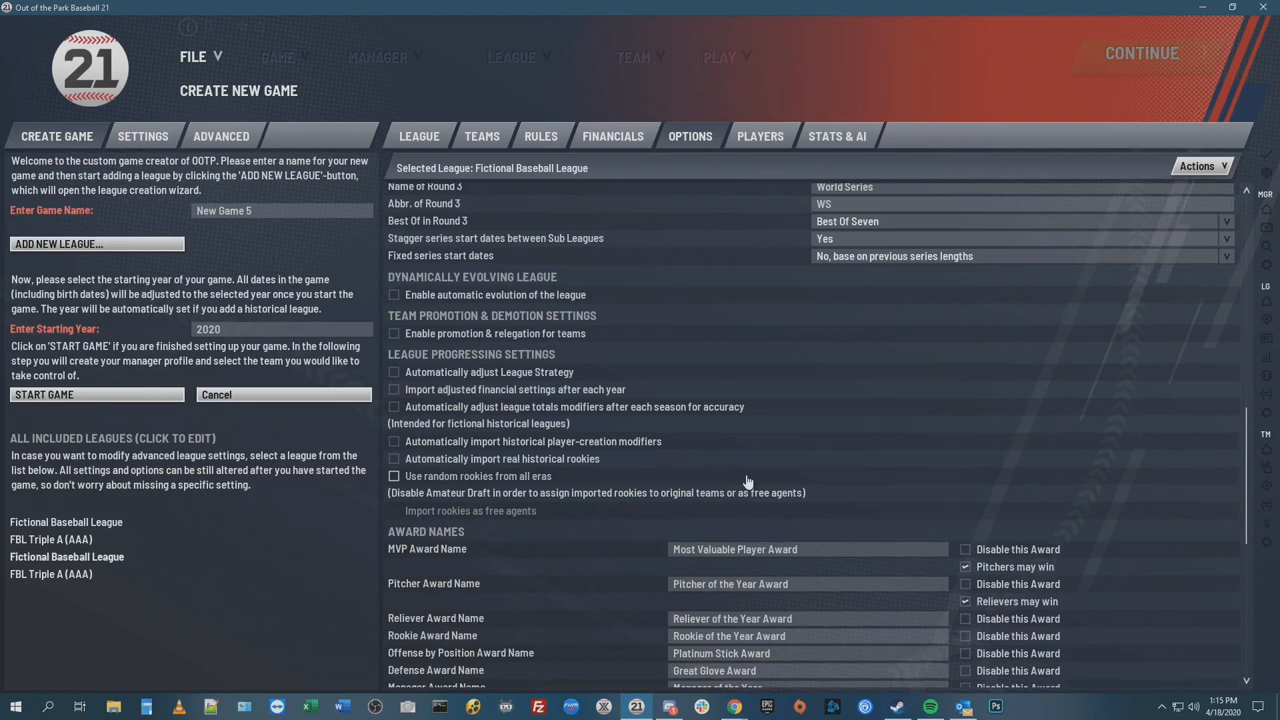 Out of the Park Baseball 21
21
FILE
GAME
MANAGER
LEAGUE
TEAM
PLAY
CONTINUE
CREATE NEW GAME
CREATE GAME
SETTINGS
ADVANCED
LEAGUE
TEAMS
RULES
FINANCIALS
OPTIONS
PLAYERS
STATS & AI
Welcome to the custom game creator of OOTP. Please enter a name for your new
game and then start adding a league by clicking the 'ADD NEW LEAGUE'-button,
which will open the league creation wizard.
Enter Game Name: New Game 5
ADD NEW LEAGUE...
Now, please select the starting year of your game. All dates in the game
(including birth dates) will be adjusted to the selected year once you start the
game. The year will be automatically set if you add a historical league.
Enter Starting Year: 2020
Click on 'START GAME' if you are finished setting up your game. In the following
step you will create your manager profile and select the team you would like to
take control of.
START GAME Cancel
ALL INCLUDED LEAGUES (CLICK TO EDIT)
In case you want to modify advanced league settings, select a league from the
list below. All settings and options can be still altered after you have started the
game, so don't worry about missing a specific setting.
Fictional Baseball League
FBL Triple A (AAA)
Fictional Baseball League
FBL Triple A (AAA)
Selected League: Fictional Baseball League
Actions
Name of Round 3 World Series
Abbr. of Round 3 WS
Best Of in Round 3 Best Of Seven
Stagger series start dates between Sub Leagues Yes
Fixed series start dates No, base on previous series lengths
DYNAMICALLY EVOLVING LEAGUE
Enable automatic evolution of the league
TEAM PROMOTION & DEMOTION SETTINGS
Enable promotion & relegation for teams
LEAGUE PROGRESSING SETTINGS
Automatically adjust League Strategy
Import adjusted financial settings after each year
Automatically adjust league totals modifiers after each season for accuracy
(Intended for fictional historical leagues)
Automatically import historical player-creation modifiers
Automatically import real historical rookies
Use random rookies from all eras
(Disable Amateur Draft in order to assign imported rookies to original teams or as free agents)
Import rookies as free agents
AWARD NAMES
MVP Award Name Most Valuable Player Award Disable this Award
Pitchers may win
Pitcher Award Name Pitcher of the Year Award Disable this Award
Relievers may win
Reliever Award Name Reliever of the Year Award Disable this Award
Rookie Award Name Rookie of the Year Award Disable this Award
Offense by Position Award Name Platinum Stick Award Disable this Award
Defense Award Name Great Glove Award Disable this Award
Manager Award Name Manager of the Year Disable this Award
MGR
LG
TM
1:15 PM
4/18/2020